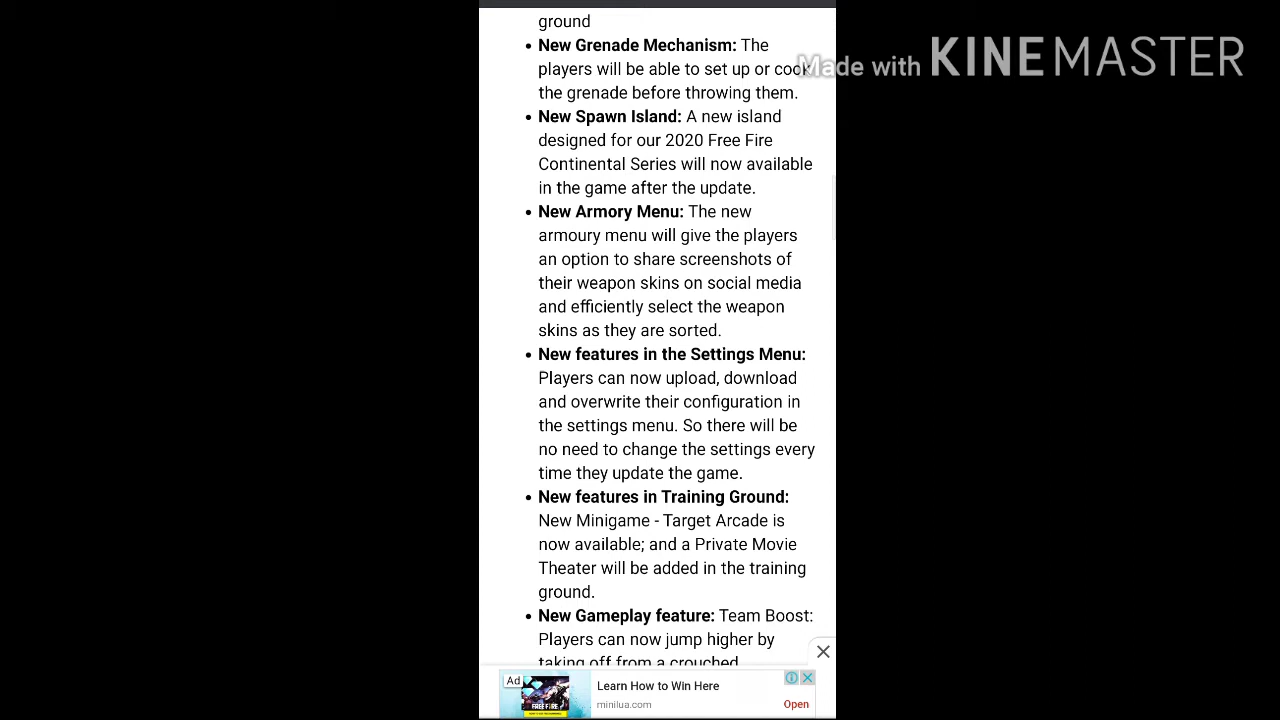 ground
• New Grenade Mechanism: The
players will be able to set up or cook
the grenade before throwing them.
• New Spawn Island: A new island
designed for our 2020 Free Fire
Continental Series will now available
in the game after the update.
• New Armory Menu: The new
armoury menu will give the players
an option to share screenshots of
their weapon skins on social media
and efficiently select the weapon
skins as they are sorted.
• New features in the Settings Menu:
Players can now upload, download
and overwrite their configuration in
the settings menu. So there will be
no need to change the settings every
time they update the game.
• New features in Training Ground:
New Minigame - Target Arcade is
now available; and a Private Movie
Theater will be added in the training
ground.
• New Gameplay feature: Team Boost:
Players can now jump higher by
taking off from a crouched
Made with KINEMASTER
Ad
FREE FIRE
Learn How to Win Here
minilua.com
Open